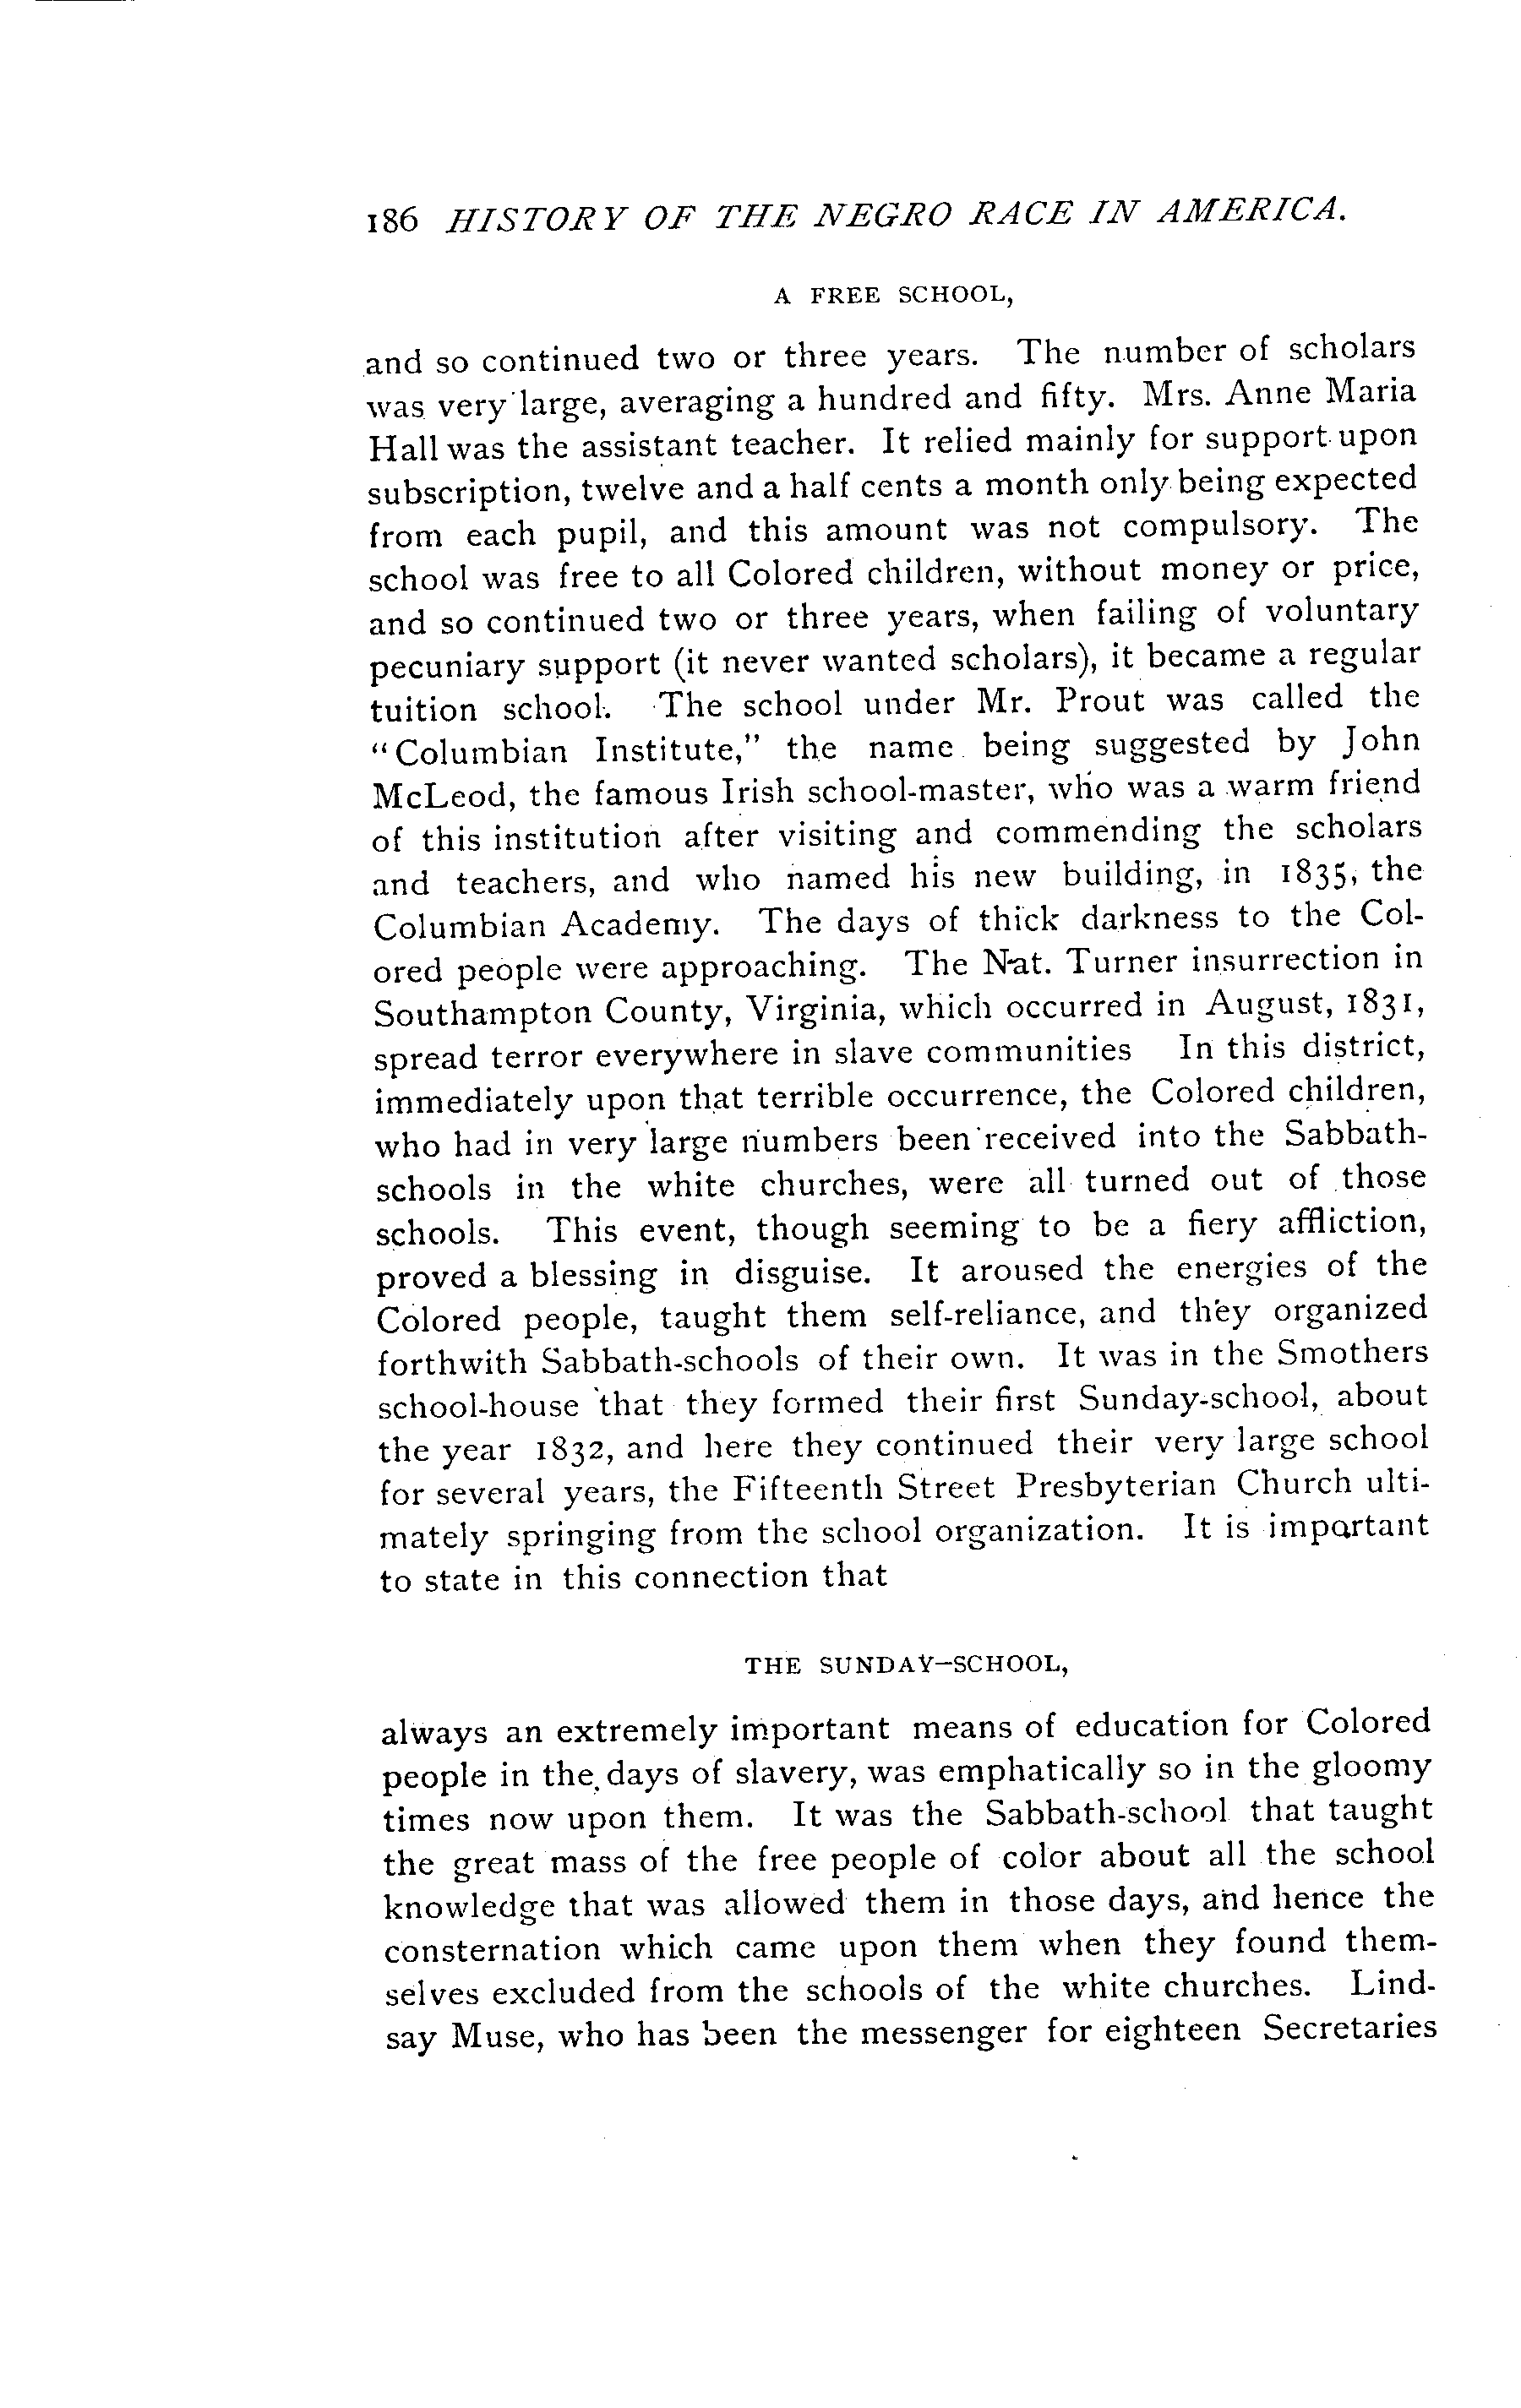 186 HISTORY OF THE NEGRO RACE IN AMERICA.
A FREE SCHOOL,
and so continued two or three years. The number of scholars
was very large, averaging a hundred and fifty. Mrs. Anne Maria
Hall was the assistant teacher. It relied mainly for support upon
subscription, twelve and a half cents a month only being expected
from each pupil, and this amount was not compulsory. The
school was free to all Colored children, without money or price,
and so continued two or three years, when failing of voluntary
pecuniary support (it never wanted scholars), it became a regular
tuition school. The school under Mr. Prout was called the
"Columbian Institute," the name being suggested by John
McLeod, the famous Irish school-master, who was a warm friend
of this institution after visiting and commending the scholars
and teachers, and who named his new building, in 1835, the
Columbian Academy. The days of thick darkness to the Col-
ored people were approaching. The Nat. Turner insurrection in
Southampton County, Virginia, which occurred in August, 1831,
spread terror everywhere in slave communities In this district,
immediately upon that terrible occurrence, the Colored children,
who had in very large numbers been received into the Sabbath-
schools in the white churches, were all turned out of those
schools. This event, though seeming to be a fiery affliction,
proved a blessing in disguise. It aroused the energies of the
Colored people, taught them self-reliance, and they organized
forthwith Sabbath-schools of their own. It was in the Smothers
school-house that they formed their first Sunday-school, about
the year 1832, and here they continued their very large school
for several years, the Fifteenth Street Presbyterian Church ulti-
mately springing from the school organization. It is important
to state in this connection that
THE SUNDAY-SCHOOL,
always an extremely important means of education for Colored
people in the days of slavery, was emphatically so in the gloomy
times now upon them. It was the Sabbath-school that taught
the great mass of the free people of color about all the school
knowledge that was allowed them in those days, and hence the
consternation which came upon them when they found them-
selves excluded from the schools of the white churches. Lind-
say Muse, who has been the messenger for eighteen Secretaries